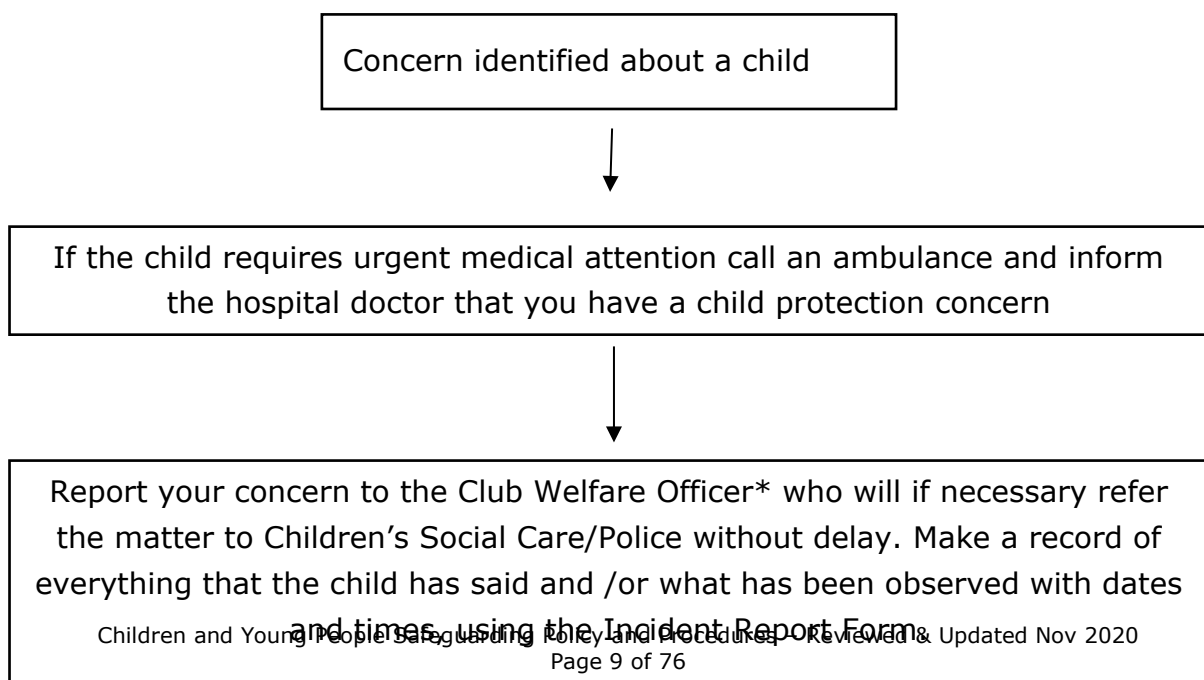 Concern identified about a child
If the child requires urgent medical attention call an ambulance and inform
the hospital doctor that you have a child protection concern
Report your concern to the Club Welfare Officer* who will if necessary refer
the matter to Children’s Social Care/Police without delay. Make a record of
everything that the child has said and /or what has been observed with dates
and times, using the Incident Report Form.
Children and Young People Safeguarding Policy and Procedures – Reviewed & Updated Nov 2020
Page 9 of 76